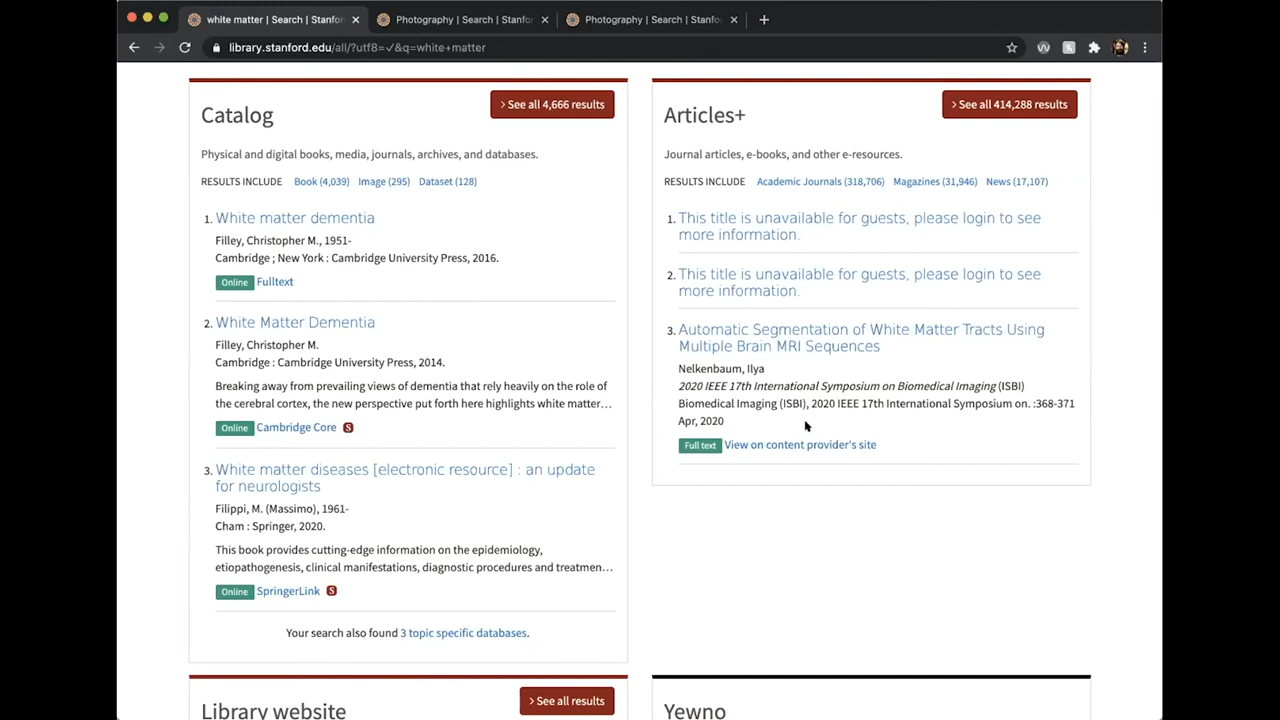 white matter | Search | Stanfo
Photography | Search | Stanfo
Photography | Search | Stanfo
library.stanford.edu/all/?utf8=✓&q=white+matter
Catalog
> See all 4,666 results
Physical and digital books, media, journals, archives, and databases.
RESULTS INCLUDE Book (4,039) Image (295) Dataset (128)
1. White matter dementia
Filley, Christopher M., 1951-
Cambridge ; New York : Cambridge University Press, 2016.
Online Fulltext
2. White Matter Dementia
Filley, Christopher M.
Cambridge : Cambridge University Press, 2014.
Breaking away from prevailing views of dementia that rely heavily on the role of
the cerebral cortex, the new perspective put forth here highlights white matter…
Online Cambridge Core S
3. White matter diseases [electronic resource] : an update
for neurologists
Filippi, M. (Massimo), 1961-
Cham : Springer, 2020.
This book provides cutting-edge information on the epidemiology,
etiopathogenesis, clinical manifestations, diagnostic procedures and treatmen…
Online SpringerLink S
Your search also found 3 topic specific databases.
Articles+
> See all 414,288 results
Journal articles, e-books, and other e-resources.
RESULTS INCLUDE Academic Journals (318,706) Magazines (31,946) News (17,107)
1. This title is unavailable for guests, please login to see
more information.
2. This title is unavailable for guests, please login to see
more information.
3. Automatic Segmentation of White Matter Tracts Using
Multiple Brain MRI Sequences
Nelkenbaum, Ilya
2020 IEEE 17th International Symposium on Biomedical Imaging (ISBI)
Biomedical Imaging (ISBI), 2020 IEEE 17th International Symposium on. :368-371
Apr, 2020
Full text View on content provider's site
Library website
> See all results
Yewno